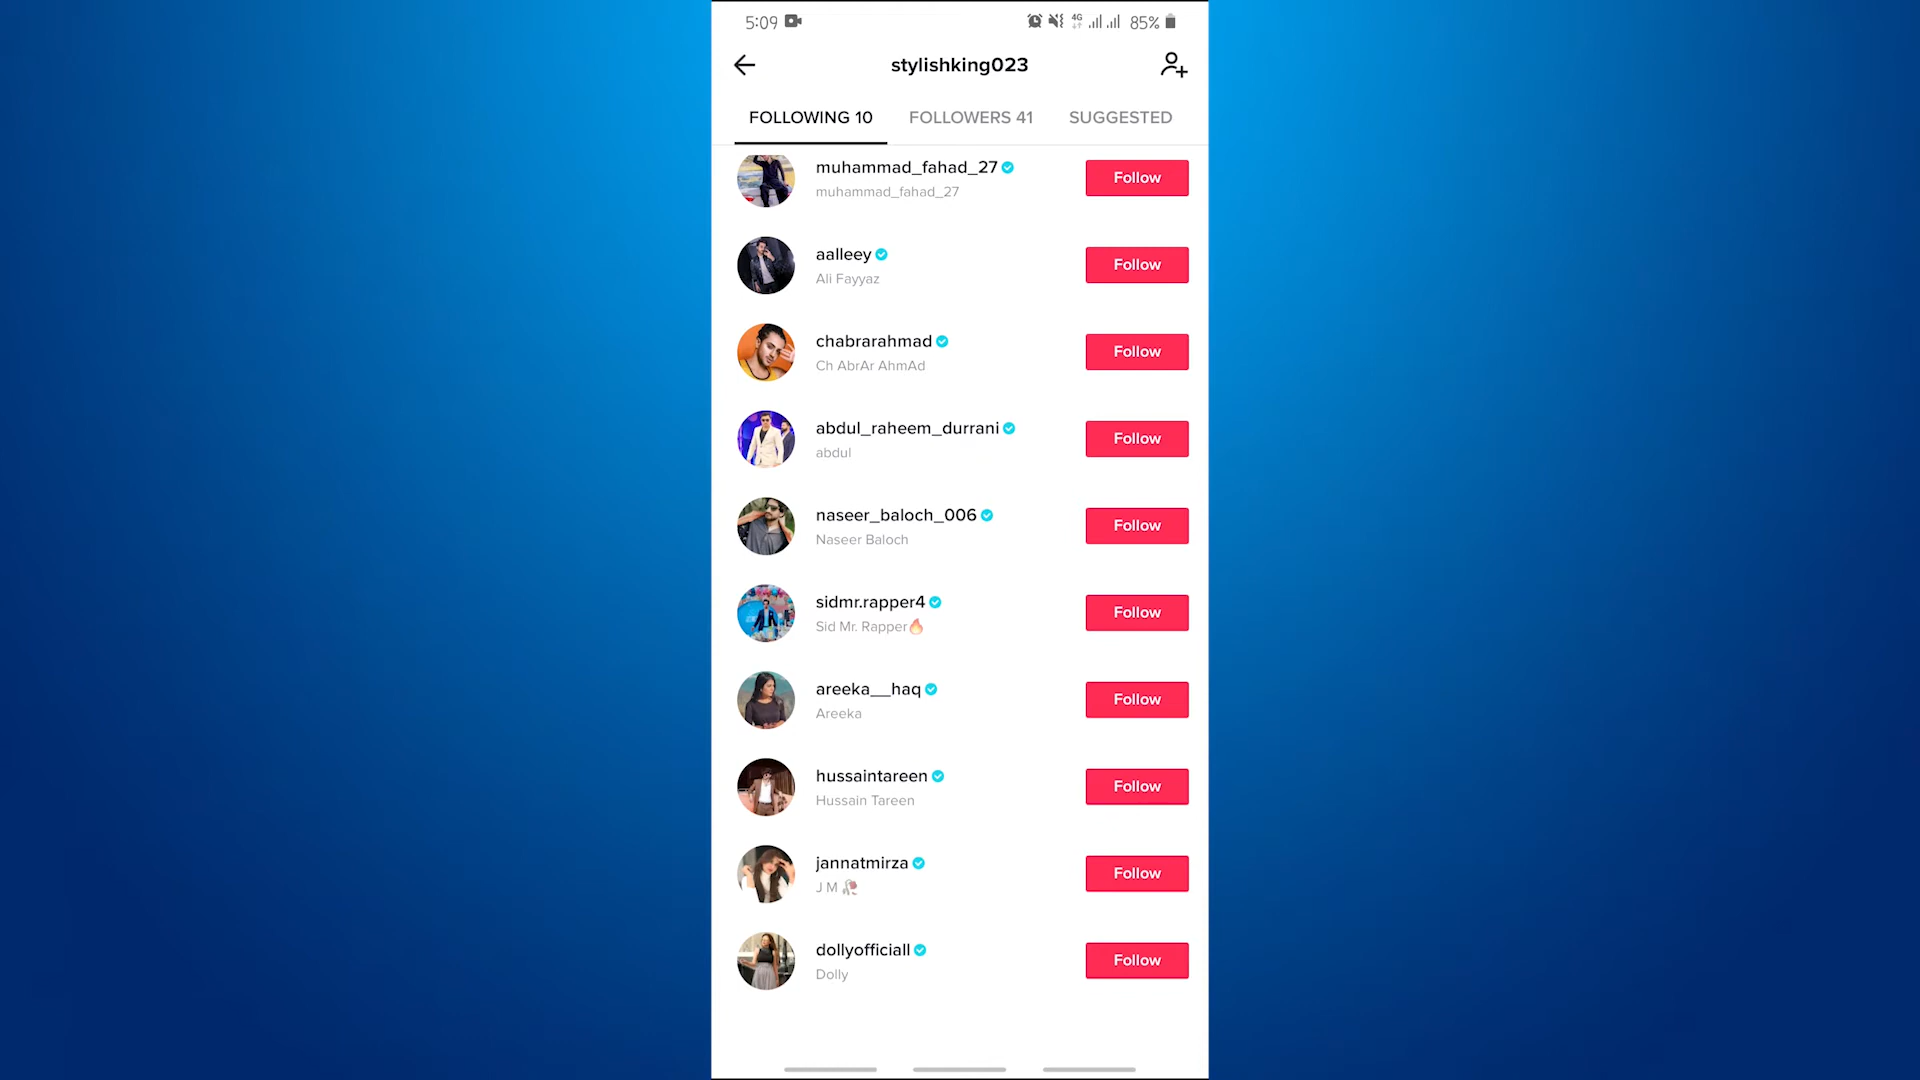 5:09 4G 85%
stylishking023
FOLLOWING 10 FOLLOWERS 41 SUGGESTED
muhammad_fahad_27 Follow
muhammad_fahad_27
aalleey Follow
Ali Fayyaz
chabrarahmad Follow
Ch AbrAr AhmAd
abdul_raheem_durrani Follow
abdul
naseer_baloch_006 Follow
Naseer Baloch
sidmr.rapper4 Follow
Sid Mr. Rapper🔥
areeka__haq Follow
Areeka
hussaintareen Follow
Hussain Tareen
jannatmirza Follow
J M 🥀
dollyofficiall Follow
Dolly